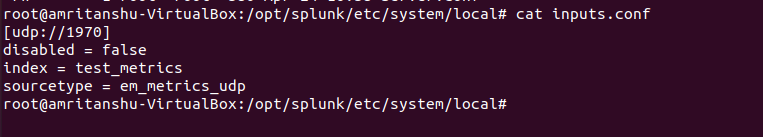 root@amritanshu-VirtualBox:/opt/splunk/etc/system/local# cat inputs.conf
[udp://1970]
disabled = false
index = test_metrics
sourcetype = em_metrics_udp
root@amritanshu-VirtualBox:/opt/splunk/etc/system/local#